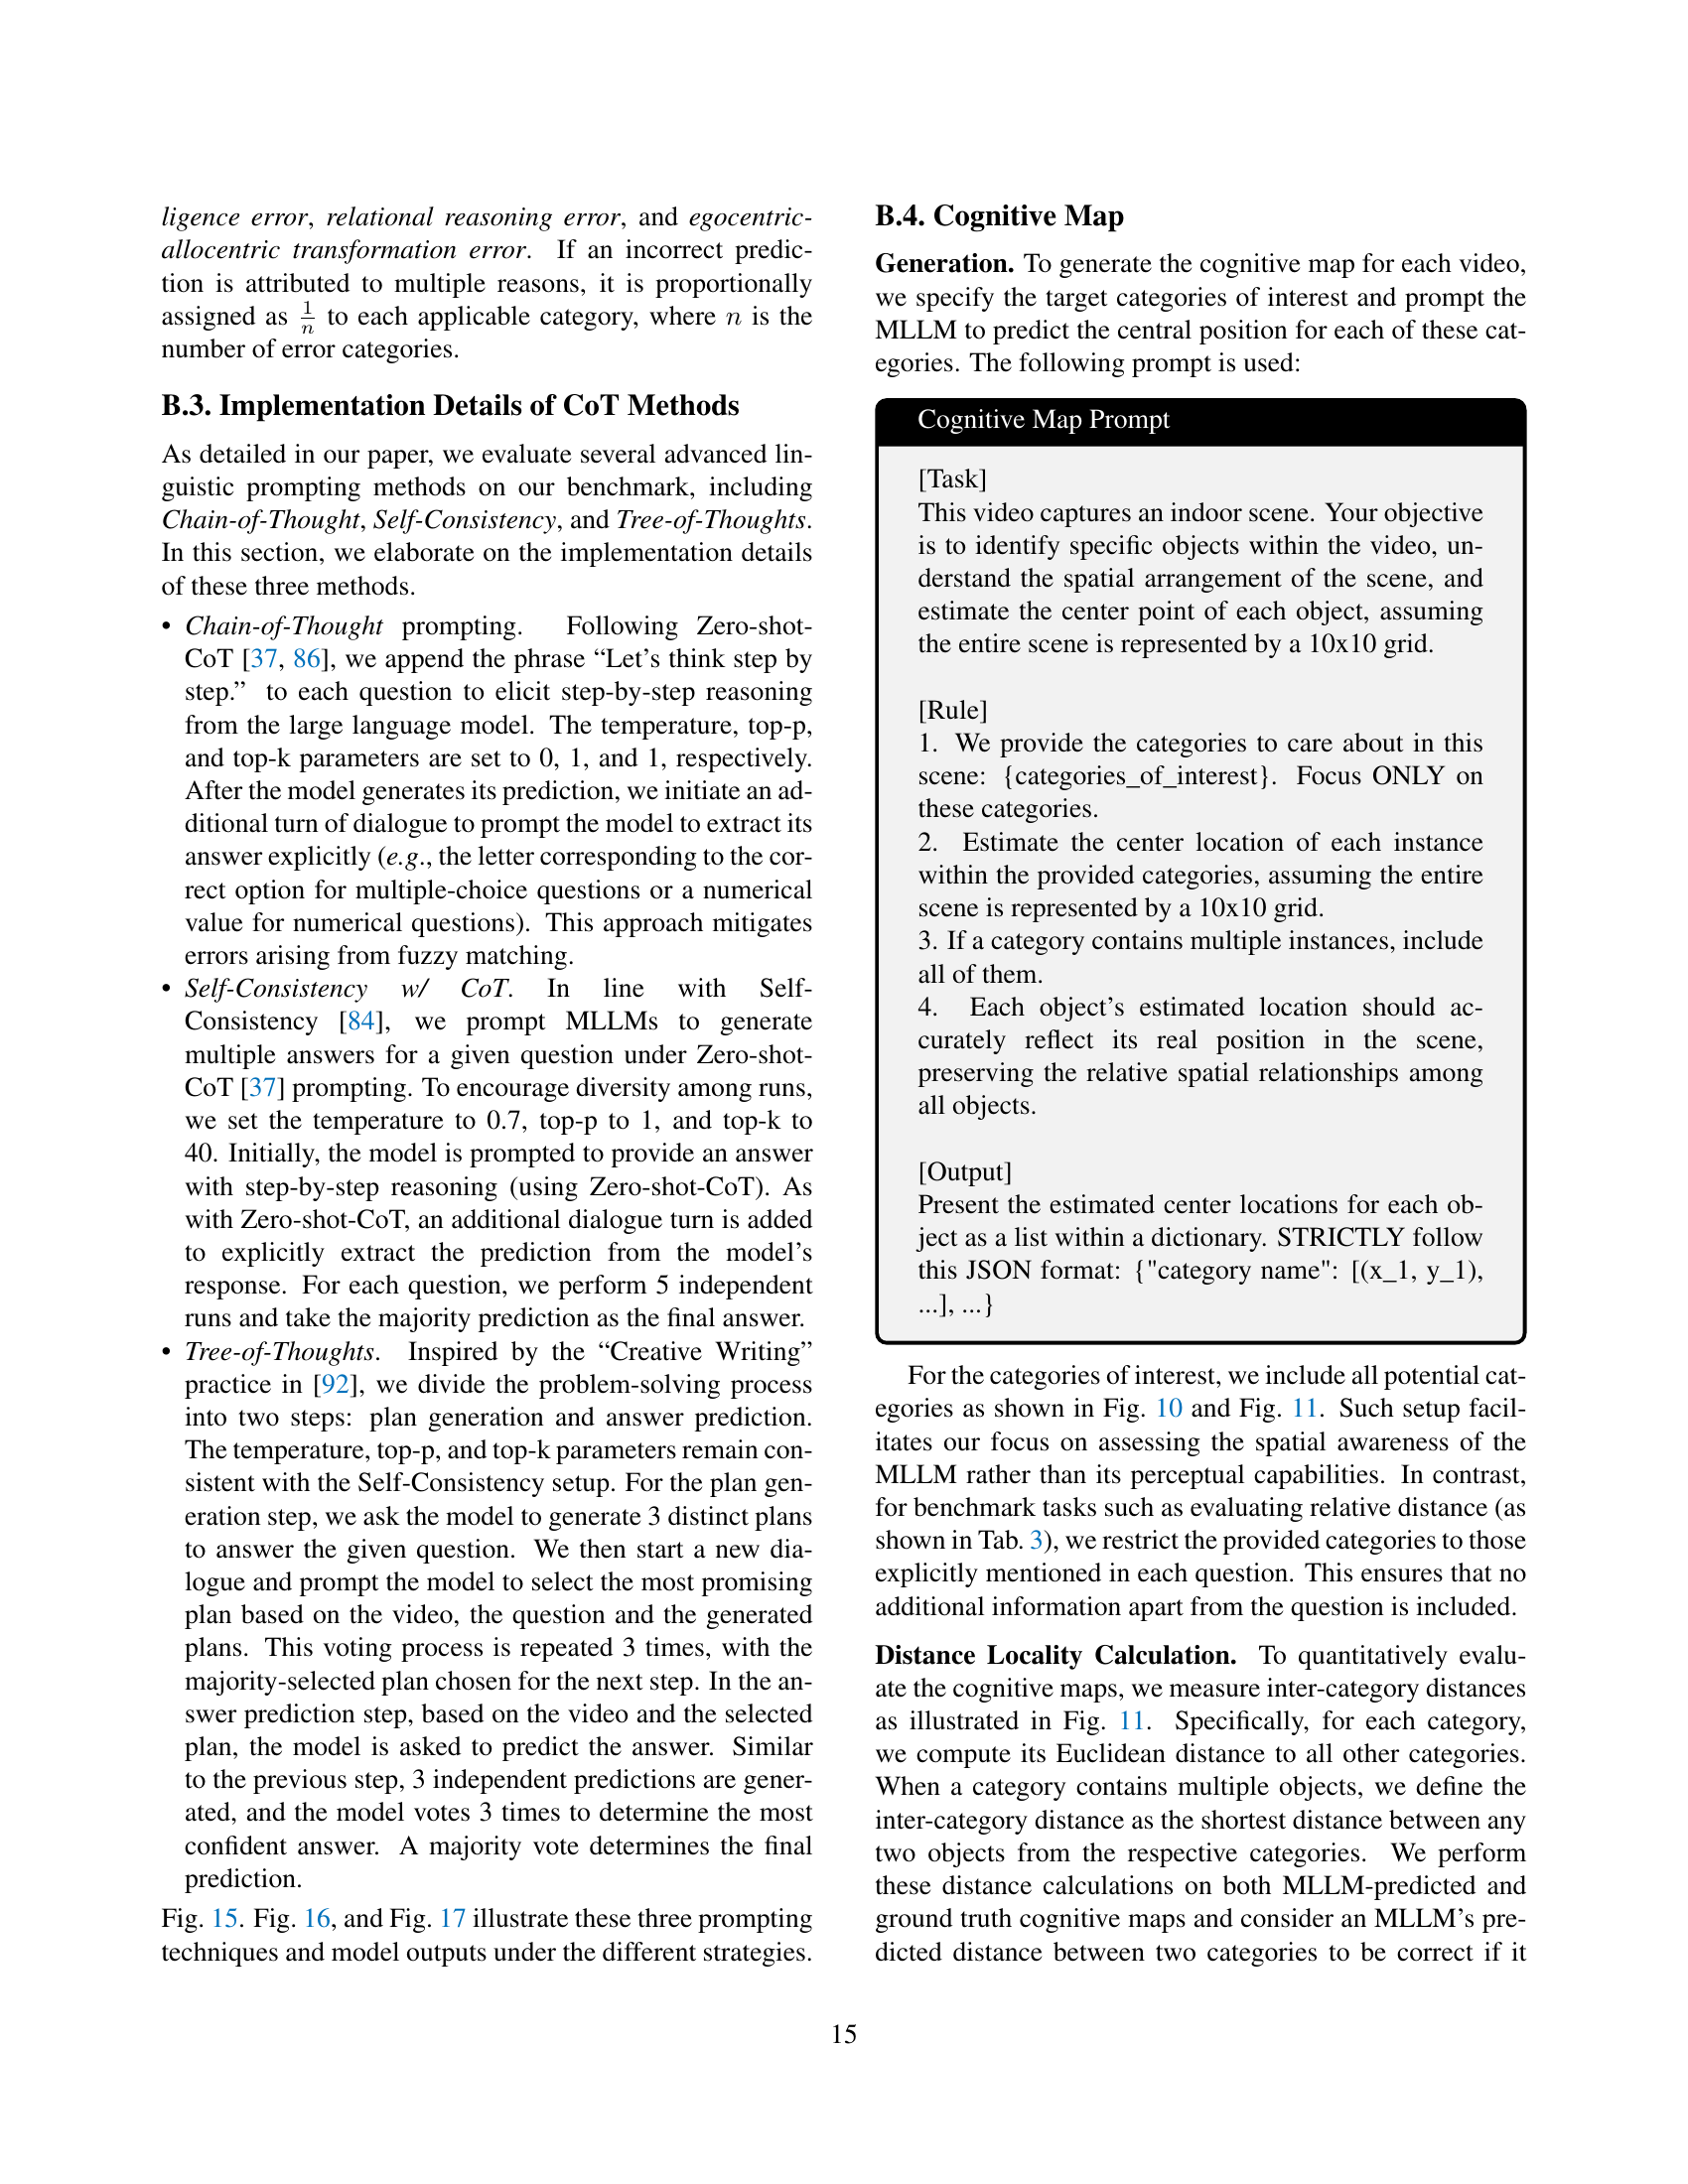 ligence error, relational reasoning error, and egocentric-
allocentric transformation error. If an incorrect predic-
tion is attributed to multiple reasons, it is proportionally
assigned as 1/n to each applicable category, where n is the
number of error categories.
B.3. Implementation Details of CoT Methods
As detailed in our paper, we evaluate several advanced lin-
guistic prompting methods on our benchmark, including
Chain-of-Thought, Self-Consistency, and Tree-of-Thoughts.
In this section, we elaborate on the implementation details
of these three methods.
• Chain-of-Thought prompting. Following Zero-shot-
CoT [37, 86], we append the phrase “Let’s think step by
step.” to each question to elicit step-by-step reasoning
from the large language model. The temperature, top-p,
and top-k parameters are set to 0, 1, and 1, respectively.
After the model generates its prediction, we initiate an ad-
ditional turn of dialogue to prompt the model to extract its
answer explicitly (e.g., the letter corresponding to the cor-
rect option for multiple-choice questions or a numerical
value for numerical questions). This approach mitigates
errors arising from fuzzy matching.
• Self-Consistency w/ CoT. In line with Self-
Consistency [84], we prompt MLLMs to generate
multiple answers for a given question under Zero-shot-
CoT [37] prompting. To encourage diversity among runs,
we set the temperature to 0.7, top-p to 1, and top-k to
40. Initially, the model is prompted to provide an answer
with step-by-step reasoning (using Zero-shot-CoT). As
with Zero-shot-CoT, an additional dialogue turn is added
to explicitly extract the prediction from the model’s
response. For each question, we perform 5 independent
runs and take the majority prediction as the final answer.
• Tree-of-Thoughts. Inspired by the “Creative Writing”
practice in [92], we divide the problem-solving process
into two steps: plan generation and answer prediction.
The temperature, top-p, and top-k parameters remain con-
sistent with the Self-Consistency setup. For the plan gen-
eration step, we ask the model to generate 3 distinct plans
to answer the given question. We then start a new dia-
logue and prompt the model to select the most promising
plan based on the video, the question and the generated
plans. This voting process is repeated 3 times, with the
majority-selected plan chosen for the next step. In the an-
swer prediction step, based on the video and the selected
plan, the model is asked to predict the answer. Similar
to the previous step, 3 independent predictions are gener-
ated, and the model votes 3 times to determine the most
confident answer. A majority vote determines the final
prediction.
Fig. 15. Fig. 16, and Fig. 17 illustrate these three prompting
techniques and model outputs under the different strategies.
B.4. Cognitive Map
Generation. To generate the cognitive map for each video,
we specify the target categories of interest and prompt the
MLLM to predict the central position for each of these cat-
egories. The following prompt is used:
Cognitive Map Prompt
[Task]
This video captures an indoor scene. Your objective
is to identify specific objects within the video, un-
derstand the spatial arrangement of the scene, and
estimate the center point of each object, assuming
the entire scene is represented by a 10x10 grid.
[Rule]
1. We provide the categories to care about in this
scene: {categories_of_interest}. Focus ONLY on
these categories.
2. Estimate the center location of each instance
within the provided categories, assuming the entire
scene is represented by a 10x10 grid.
3. If a category contains multiple instances, include
all of them.
4. Each object’s estimated location should ac-
curately reflect its real position in the scene,
preserving the relative spatial relationships among
all objects.
[Output]
Present the estimated center locations for each ob-
ject as a list within a dictionary. STRICTLY follow
this JSON format: {"category name": [(x_1, y_1),
...], ...}
For the categories of interest, we include all potential cat-
egories as shown in Fig. 10 and Fig. 11. Such setup facil-
itates our focus on assessing the spatial awareness of the
MLLM rather than its perceptual capabilities. In contrast,
for benchmark tasks such as evaluating relative distance (as
shown in Tab. 3), we restrict the provided categories to those
explicitly mentioned in each question. This ensures that no
additional information apart from the question is included.
Distance Locality Calculation. To quantitatively evalu-
ate the cognitive maps, we measure inter-category distances
as illustrated in Fig. 11. Specifically, for each category,
we compute its Euclidean distance to all other categories.
When a category contains multiple objects, we define the
inter-category distance as the shortest distance between any
two objects from the respective categories. We perform
these distance calculations on both MLLM-predicted and
ground truth cognitive maps and consider an MLLM’s pre-
dicted distance between two categories to be correct if it
15